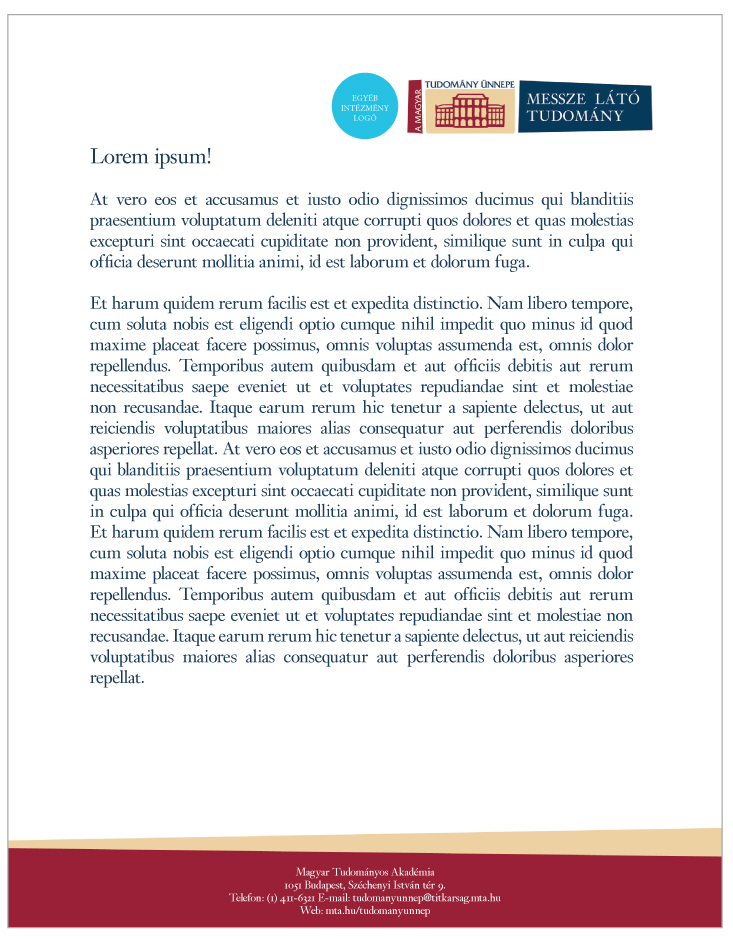 EGYÉB
INTÉZMÉNY
LOGÓ
A MAGYAR
TUDOMÁNY ÜNNEPE
MESSZE LÁTÓ
TUDOMÁNY
Lorem ipsum!
At vero eos et accusamus et iusto odio dignissimos ducimus qui blanditiis
praesentium voluptatum deleniti atque corrupti quos dolores et quas molestias
excepturi sint occaecati cupiditate non provident, similique sunt in culpa qui
officia deserunt mollitia animi, id est laborum et dolorum fuga.
Et harum quidem rerum facilis est et expedita distinctio. Nam libero tempore,
cum soluta nobis est eligendi optio cumque nihil impedit quo minus id quod
maxime placeat facere possimus, omnis voluptas assumenda est, omnis dolor
repellendus. Temporibus autem quibusdam et aut officiis debitis aut rerum
necessitatibus saepe eveniet ut et voluptates repudiandae sint et molestiae
non recusandae. Itaque earum rerum hic tenetur a sapiente delectus, ut aut
reiciendis voluptatibus maiores alias consequatur aut perferendis doloribus
asperiores repellat. At vero eos et accusamus et iusto odio dignissimos ducimus
qui blanditiis praesentium voluptatum deleniti atque corrupti quos dolores et
quas molestias excepturi sint occaecati cupiditate non provident, similique sunt
in culpa qui officia deserunt mollitia animi, id est laborum et dolorum fuga.
Et harum quidem rerum facilis est et expedita distinctio. Nam libero tempore,
cum soluta nobis est eligendi optio cumque nihil impedit quo minus id quod
maxime placeat facere possimus, omnis voluptas assumenda est, omnis dolor
repellendus. Temporibus autem quibusdam et aut officiis debitis aut rerum
necessitatibus saepe eveniet ut et voluptates repudiandae sint et molestiae non
recusandae. Itaque earum rerum hic tenetur a sapiente delectus, ut aut reiciendis
voluptatibus maiores alias consequatur aut perferendis doloribus asperiores
repellat.
Magyar Tudományos Akadémia
1051 Budapest, Széchenyi István tér 9.
Telefon: (1) 411-6321 E-mail: tudomanyunnep@titkarsag.mta.hu
Web: mta.hu/tudomanyunnep